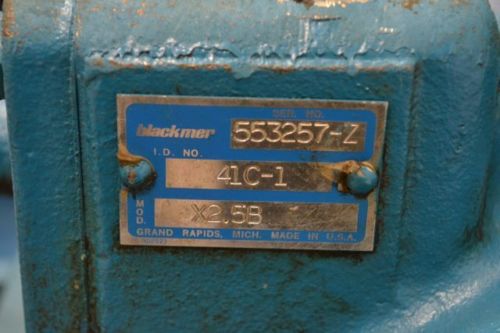 SER. NO.
blackmer 553257-Z
I.D. NO.
41C-1
MOD. X2.5B
GRAND RAPIDS, MICH. MADE IN U.S.A.